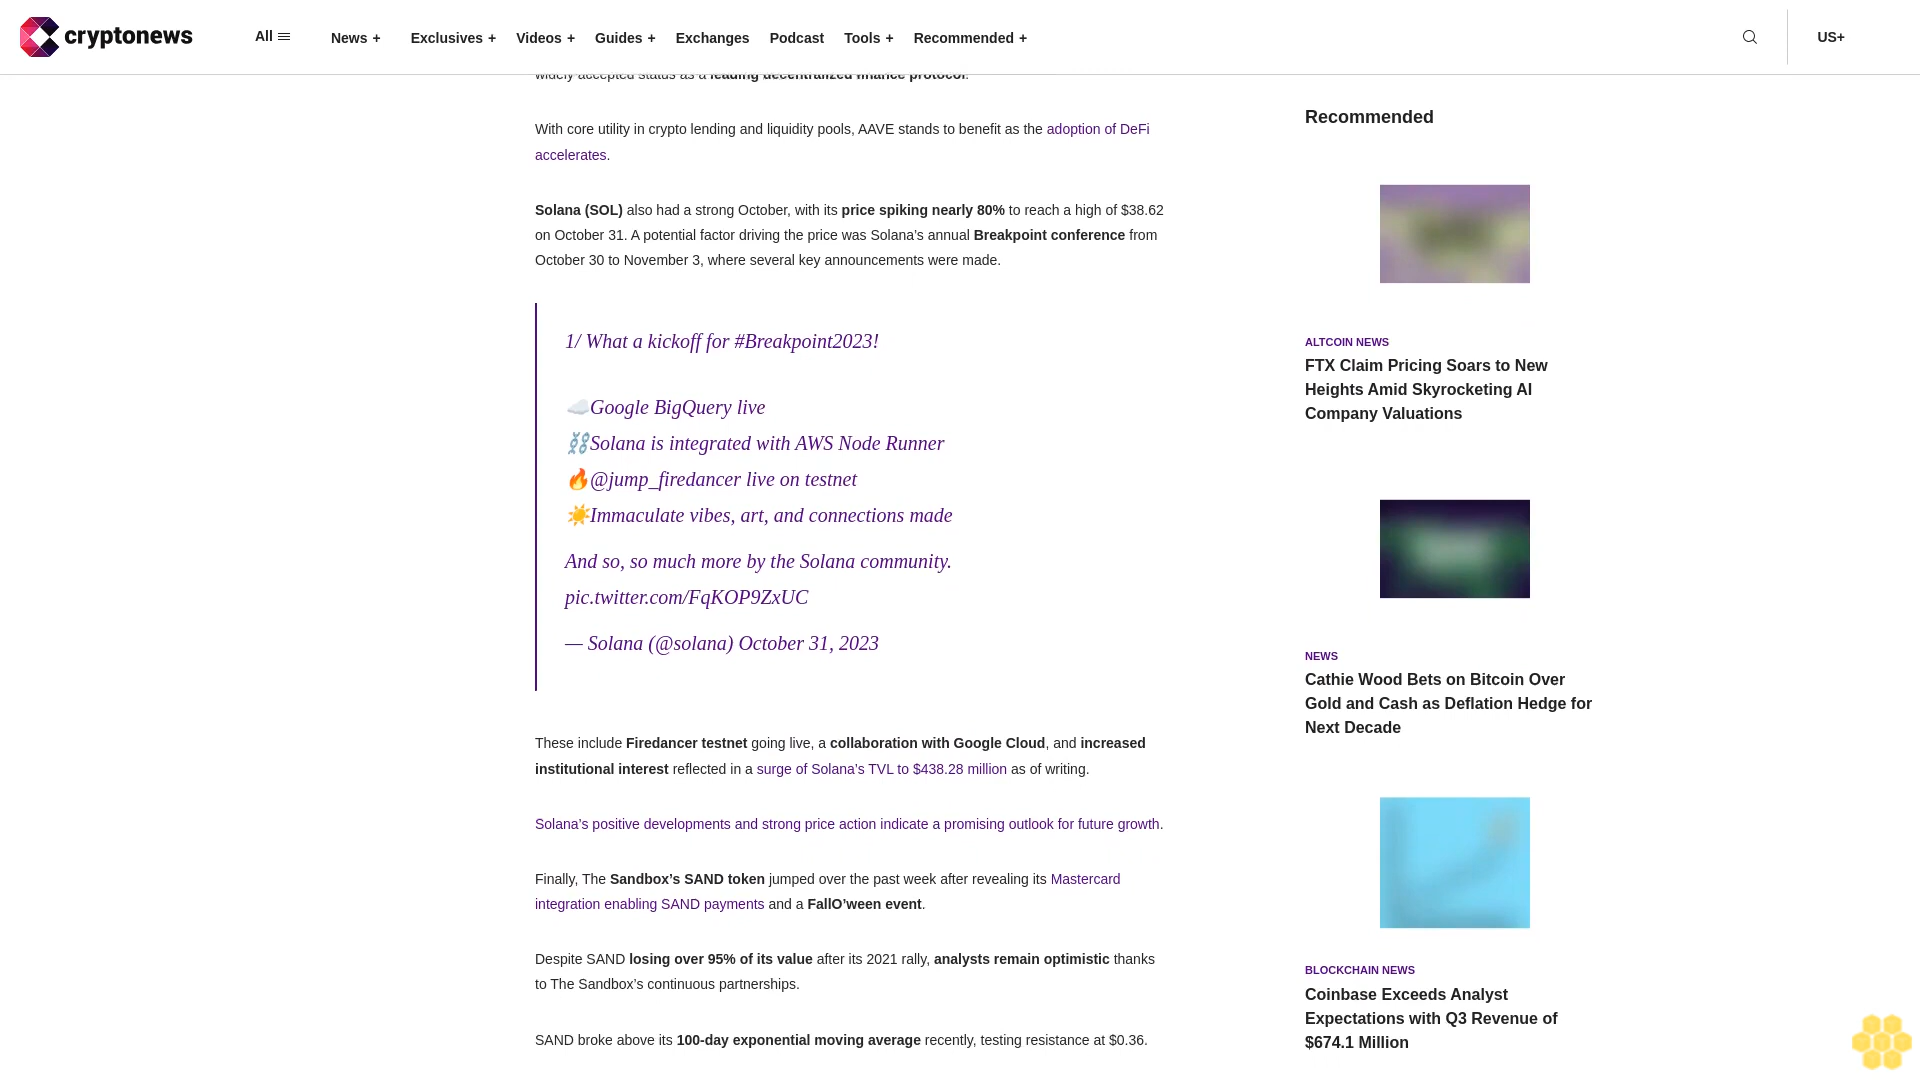 cryptonews
All
News +
Exclusives +
Videos +
Guides +
Exchanges
Podcast
Tools +
Recommended +
US+
widely accepted status as a leading decentralized finance protocol.
With core utility in crypto lending and liquidity pools, AAVE stands to benefit as the adoption of DeFi
accelerates.
Solana (SOL) also had a strong October, with its price spiking nearly 80% to reach a high of $38.62
on October 31. A potential factor driving the price was Solana’s annual Breakpoint conference from
October 30 to November 3, where several key announcements were made.
1/ What a kickoff for #Breakpoint2023!
☁️Google BigQuery live
⛓️Solana is integrated with AWS Node Runner
🔥@jump_firedancer live on testnet
☀️Immaculate vibes, art, and connections made
And so, so much more by the Solana community.
pic.twitter.com/FqKOP9ZxUC
— Solana (@solana) October 31, 2023
These include Firedancer testnet going live, a collaboration with Google Cloud, and increased
institutional interest reflected in a surge of Solana’s TVL to $438.28 million as of writing.
Solana’s positive developments and strong price action indicate a promising outlook for future growth.
Finally, The Sandbox’s SAND token jumped over the past week after revealing its Mastercard
integration enabling SAND payments and a FallO’ween event.
Despite SAND losing over 95% of its value after its 2021 rally, analysts remain optimistic thanks
to The Sandbox’s continuous partnerships.
SAND broke above its 100-day exponential moving average recently, testing resistance at $0.36.
Recommended
ALTCOIN NEWS
FTX Claim Pricing Soars to New
Heights Amid Skyrocketing AI
Company Valuations
NEWS
Cathie Wood Bets on Bitcoin Over
Gold and Cash as Deflation Hedge for
Next Decade
BLOCKCHAIN NEWS
Coinbase Exceeds Analyst
Expectations with Q3 Revenue of
$674.1 Million